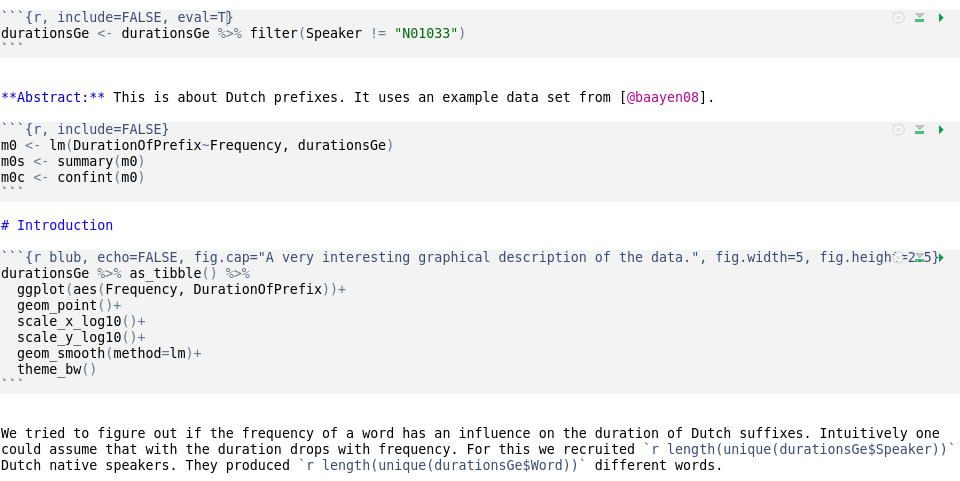 ```{r, include=FALSE, eval=T}
durationsGe <- durationsGe %>% filter(Speaker != "N01033")
```
**Abstract:** This is about Dutch prefixes. It uses an example data set from [@baayen08].
```{r, include=FALSE}
m0 <- lm(DurationOfPrefix~Frequency, durationsGe)
m0s <- summary(m0)
m0c <- confint(m0)
```
# Introduction
```{r blub, echo=FALSE, fig.cap="A very interesting graphical description of the data.", fig.width=5, fig.height=2.5}
durationsGe %>% as_tibble() %>%
  ggplot(aes(Frequency, DurationOfPrefix))+
  geom_point()+
  scale_x_log10()+
  scale_y_log10()+
  geom_smooth(method=lm)+
  theme_bw()
```
We tried to figure out if the frequency of a word has an influence on the duration of Dutch suffixes. Intuitively one
could assume that with the duration drops with frequency. For this we recruited `r length(unique(durationsGe$Speaker))`
Dutch native speakers. They produced `r length(unique(durationsGe$Word))` different words.